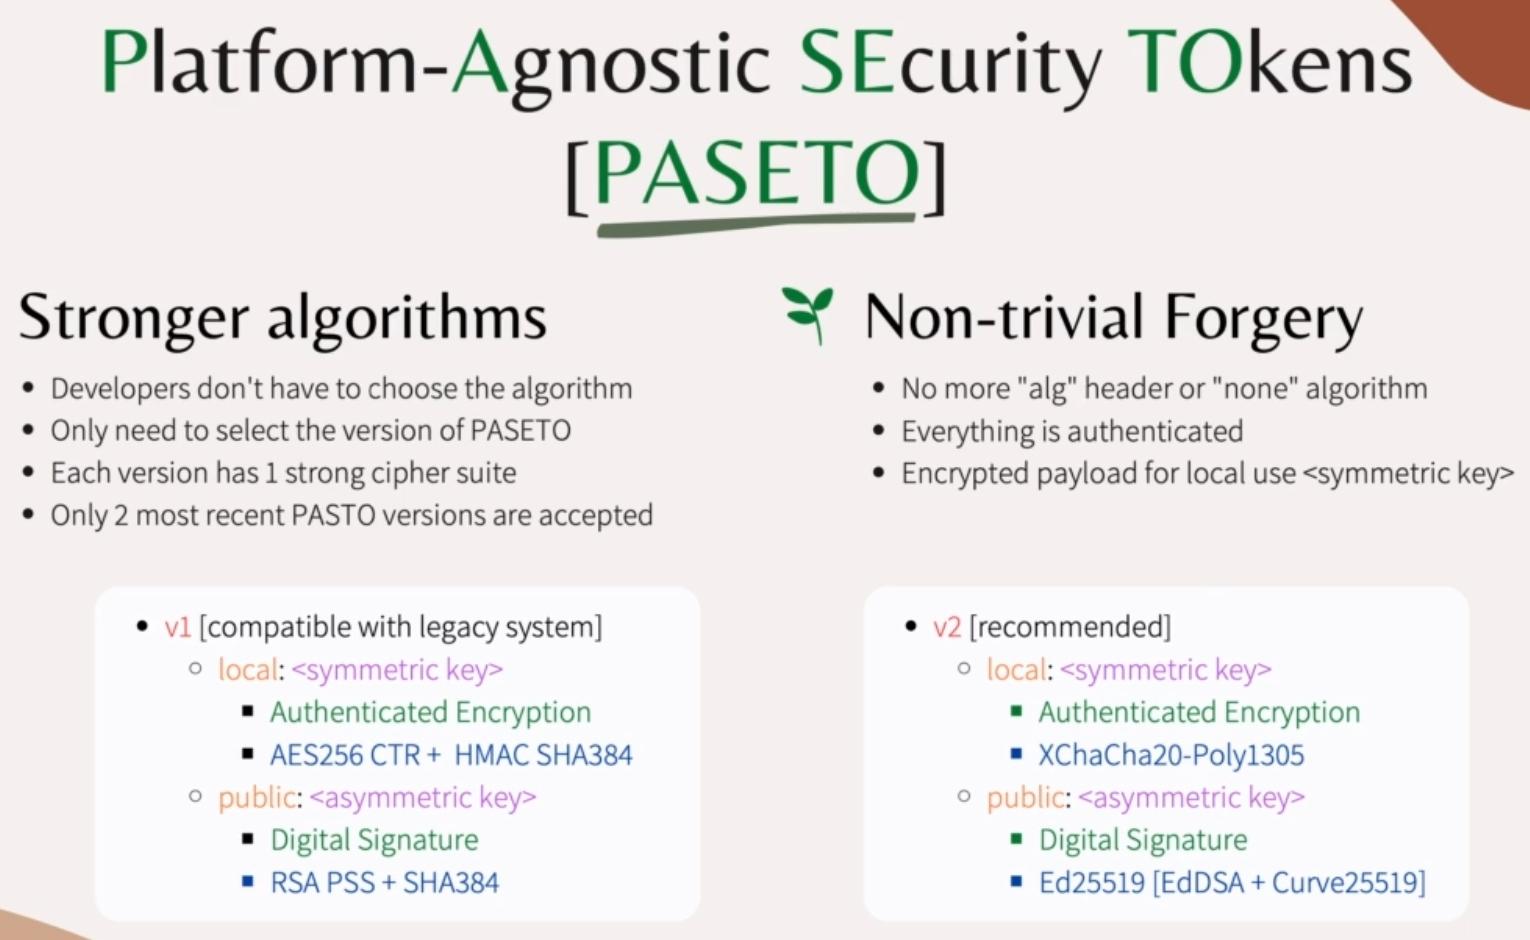 Platform-Agnostic SEcurity TOkens
[PASETO]
Stronger algorithms
• Developers don't have to choose the algorithm
• Only need to select the version of PASETO
• Each version has 1 strong cipher suite
• Only 2 most recent PASTO versions are accepted
Non-trivial Forgery
• No more "alg" header or "none" algorithm
• Everything is authenticated
• Encrypted payload for local use <symmetric key>
• v1 [compatible with legacy system]
○ local: <symmetric key>
■ Authenticated Encryption
■ AES256 CTR + HMAC SHA384
○ public: <asymmetric key>
■ Digital Signature
■ RSA PSS + SHA384
• v2 [recommended]
○ local: <symmetric key>
■ Authenticated Encryption
■ XChaCha20-Poly1305
○ public: <asymmetric key>
■ Digital Signature
■ Ed25519 [EdDSA + Curve25519]